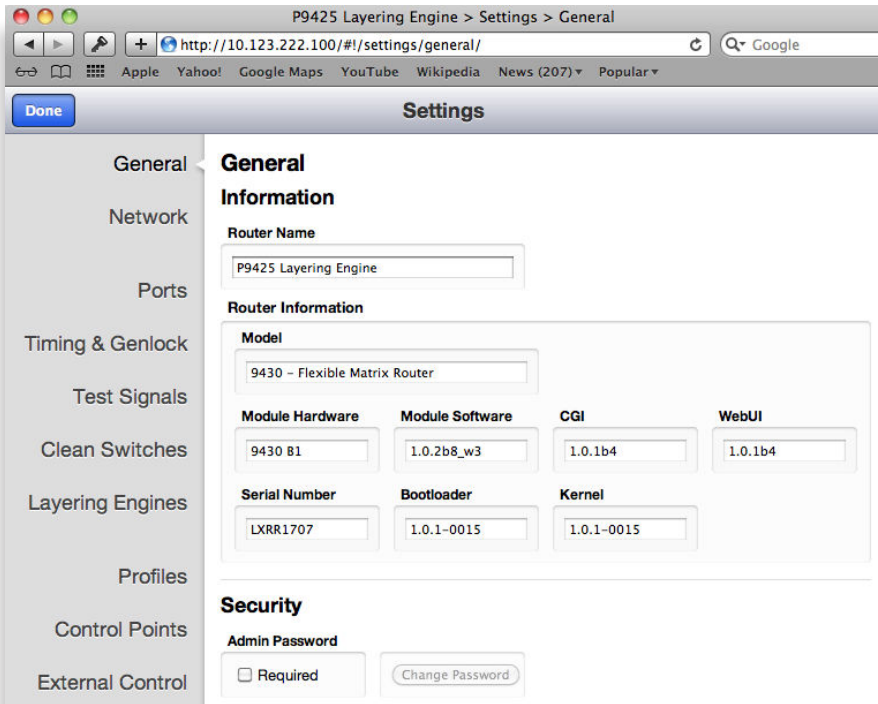 P9425 Layering Engine > Settings > General
http://10.123.222.100/#!/settings/general/
Google
Apple Yahoo! Google Maps YouTube Wikipedia News (207) Popular
Done
Settings
General
Network
Ports
Timing & Genlock
Test Signals
Clean Switches
Layering Engines
Profiles
Control Points
External Control
General
Information
Router Name
P9425 Layering Engine
Router Information
Model
9430 – Flexible Matrix Router
Module Hardware Module Software CGI WebUI
9430 B1 1.0.2b8_w3 1.0.1b4 1.0.1b4
Serial Number Bootloader Kernel
LXRR1707 1.0.1-0015 1.0.1-0015
Security
Admin Password
Required Change Password